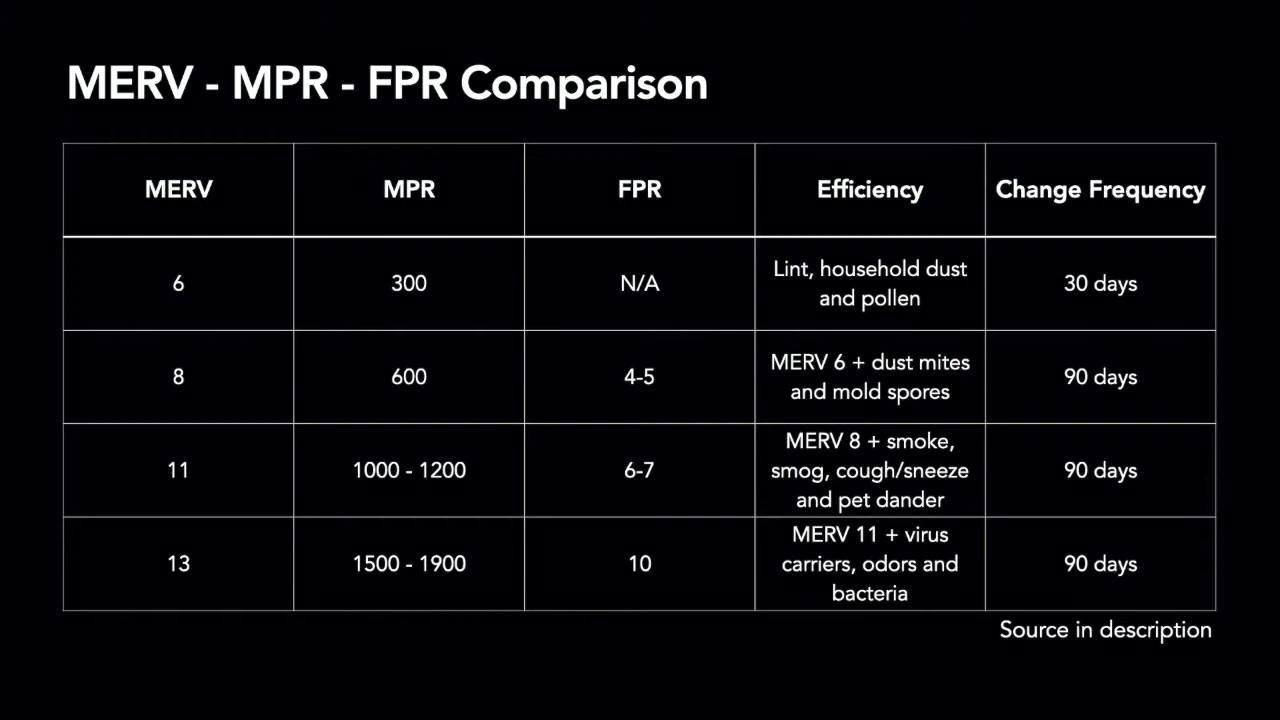 MERV - MPR - FPR Comparison
MERV
MPR
FPR
Efficiency
Change Frequency
6
300
N/A
Lint, household dust
and pollen
30 days
8
600
4-5
MERV 6 + dust mites
and mold spores
90 days
11
1000 - 1200
6-7
MERV 8 + smoke,
smog, cough/sneeze
and pet dander
90 days
13
1500 - 1900
10
MERV 11 + virus
carriers, odors and
bacteria
90 days
Source in description